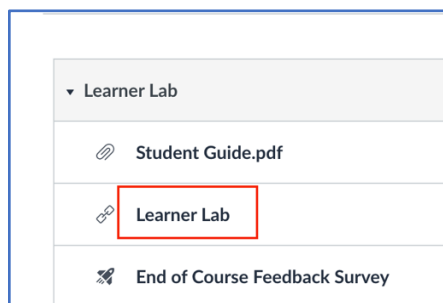 Learner Lab
Student Guide.pdf
Learner Lab
End of Course Feedback Survey